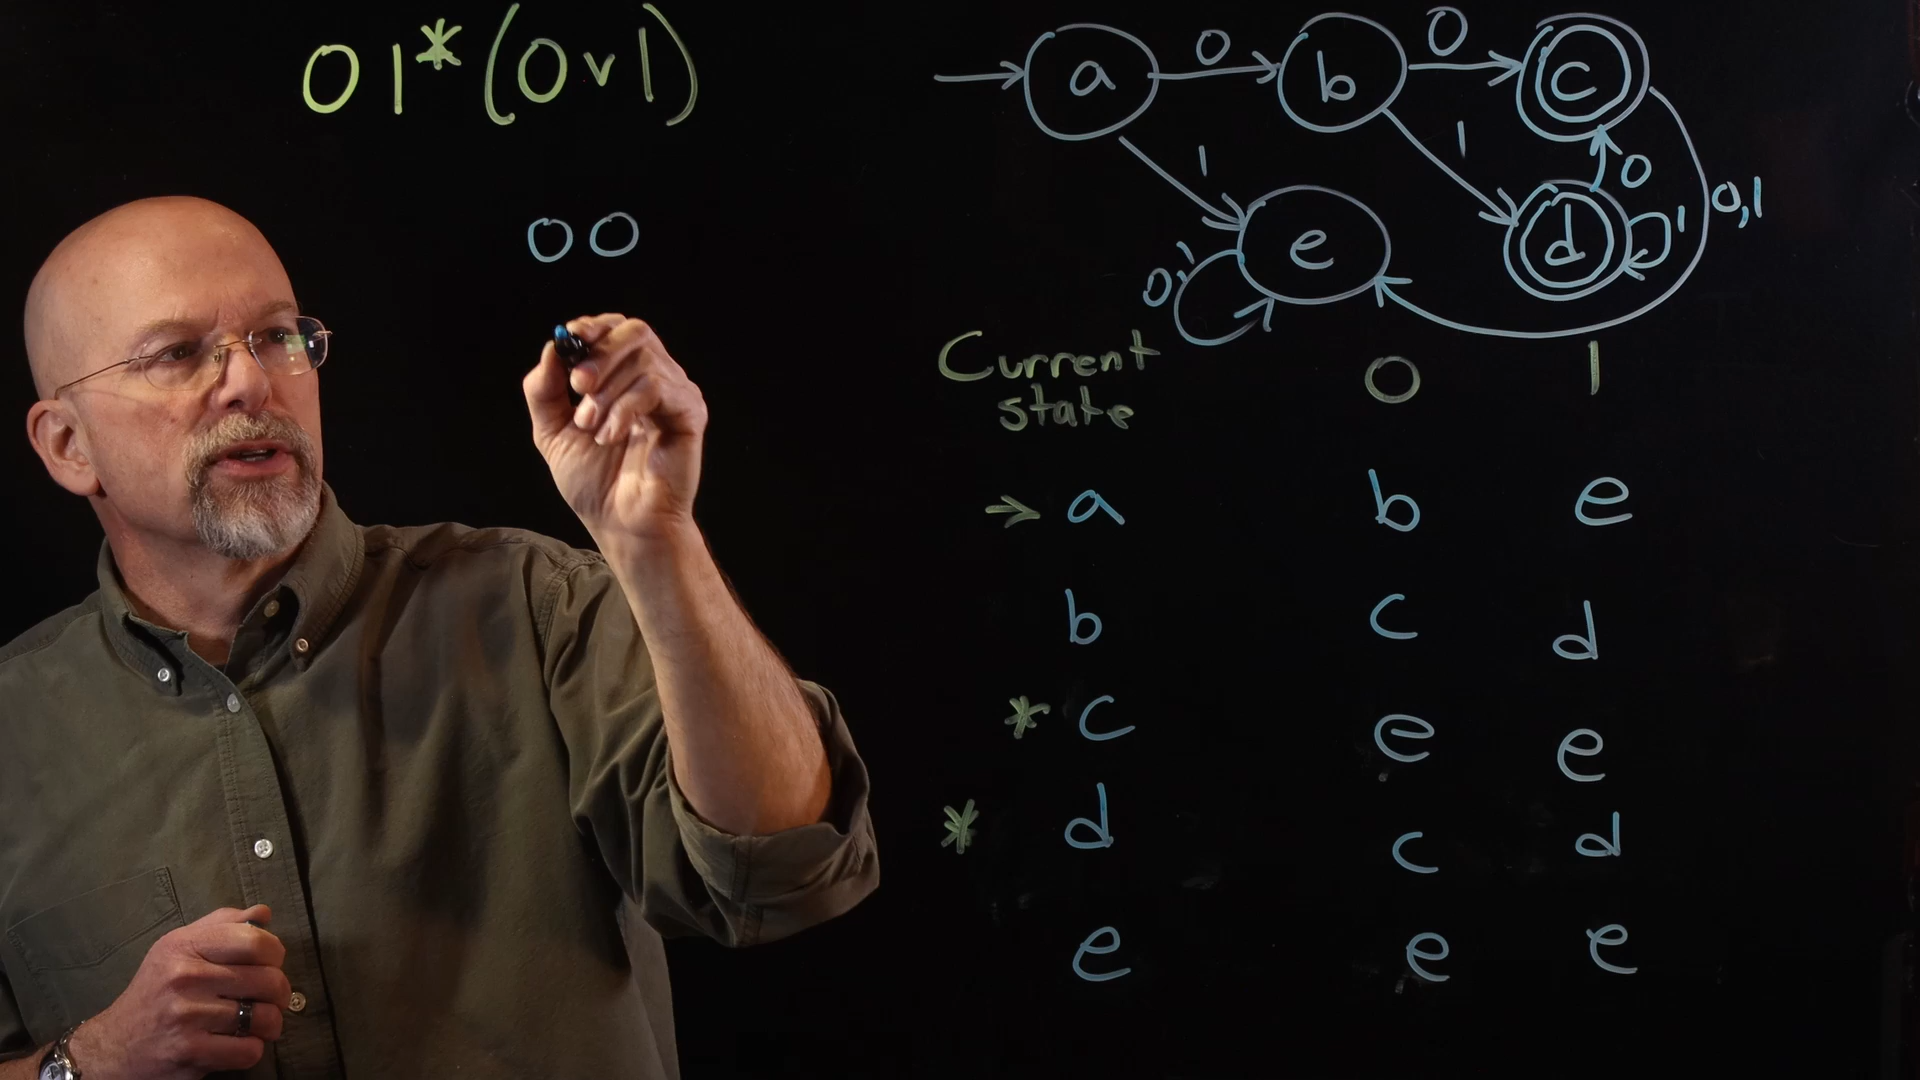 01*(0v1)
00
a 0 b 0 c
1 1 0
e d 1 0,1
0,1
Current state 0 1
→ a b e
b c d
* c e e
* d c d
e e e